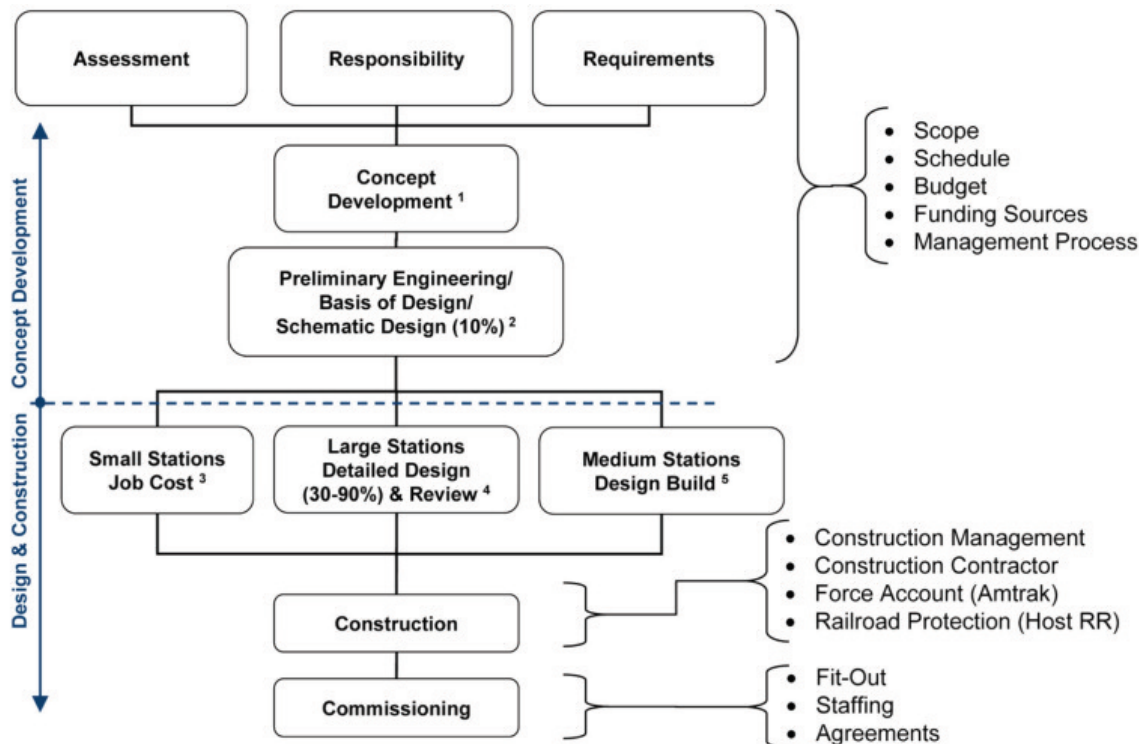 Assessment
Responsibility
Requirements
Concept
Development 1
Preliminary Engineering/
Basis of Design/
Schematic Design (10%) 2
• Scope
• Schedule
• Budget
• Funding Sources
• Management Process
Concept Development
Design & Construction
Small Stations
Job Cost 3
Large Stations
Detailed Design
(30-90%) & Review 4
Medium Stations
Design Build 5
Construction
• Construction Management
• Construction Contractor
• Force Account (Amtrak)
• Railroad Protection (Host RR)
Commissioning
• Fit-Out
• Staffing
• Agreements